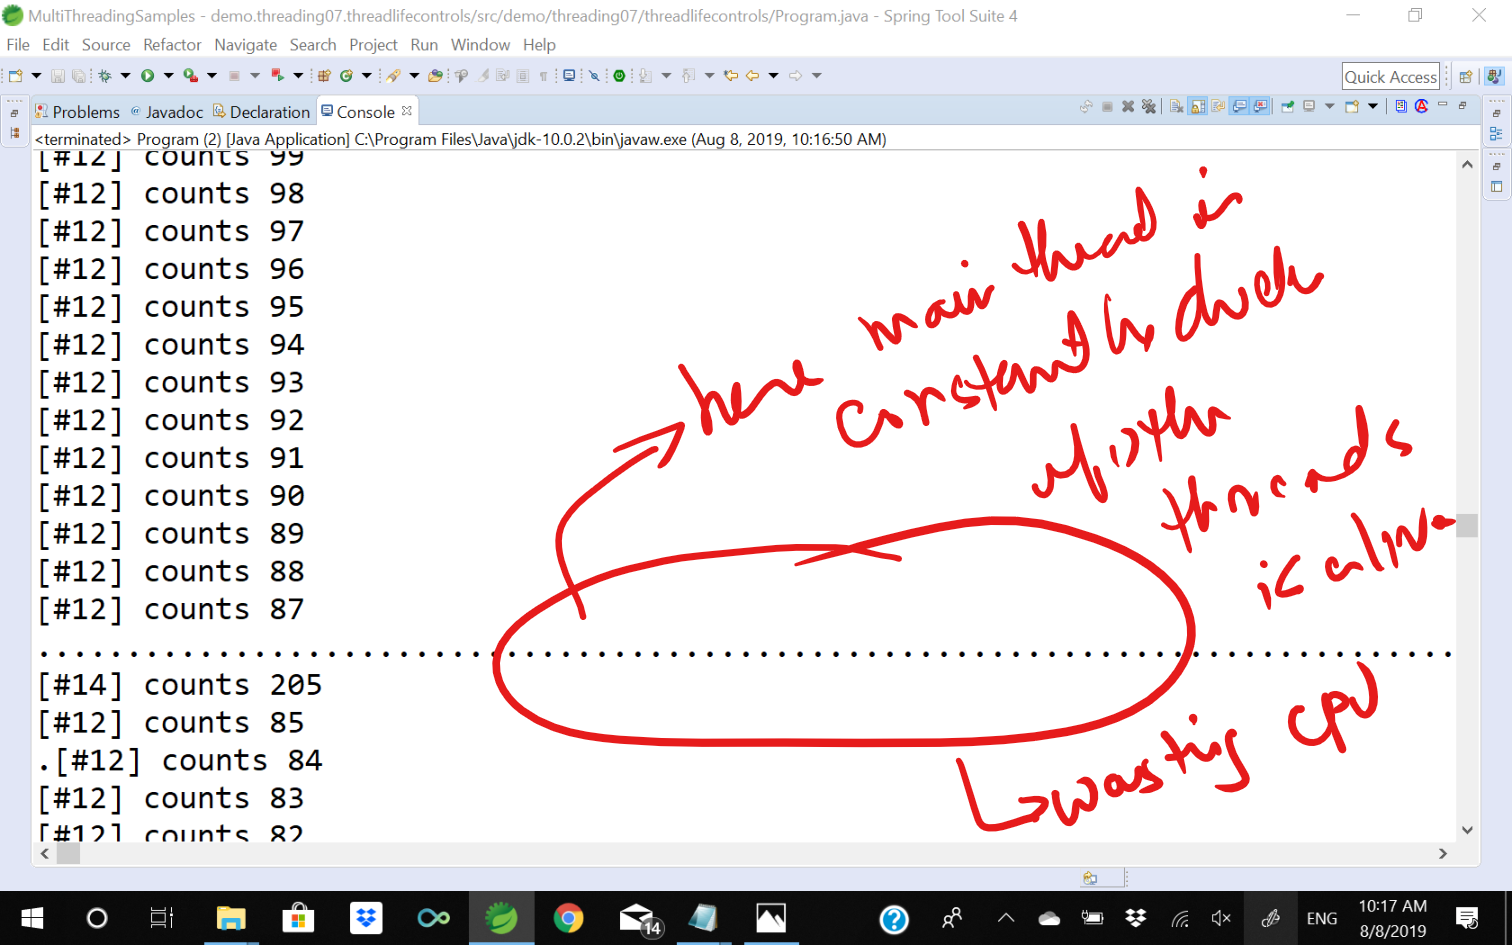 MultiThreadingSamples - demo.threading07.threadlifecontrols/src/demo/threading07/threadlifecontrols/Program.java - Spring Tool Suite 4
File Edit Source Refactor Navigate Search Project Run Window Help
Quick Access
Problems @ Javadoc Declaration Console
<terminated> Program (2) [Java Application] C:\Program Files\Java\jdk-10.0.2\bin\javaw.exe (Aug 8, 2019, 10:16:50 AM)
[#12] counts 99
[#12] counts 98
[#12] counts 97
[#12] counts 96
[#12] counts 95
[#12] counts 94
[#12] counts 93
[#12] counts 92
[#12] counts 91
[#12] counts 90
[#12] counts 89
[#12] counts 88
[#12] counts 87
................................................................................
[#14] counts 205
[#12] counts 85
.[#12] counts 84
[#12] counts 83
[#12] counts 82
here main thread is
constantly check
if other
threads
is alive
wasting CPU
14
ENG
10:17 AM
8/8/2019